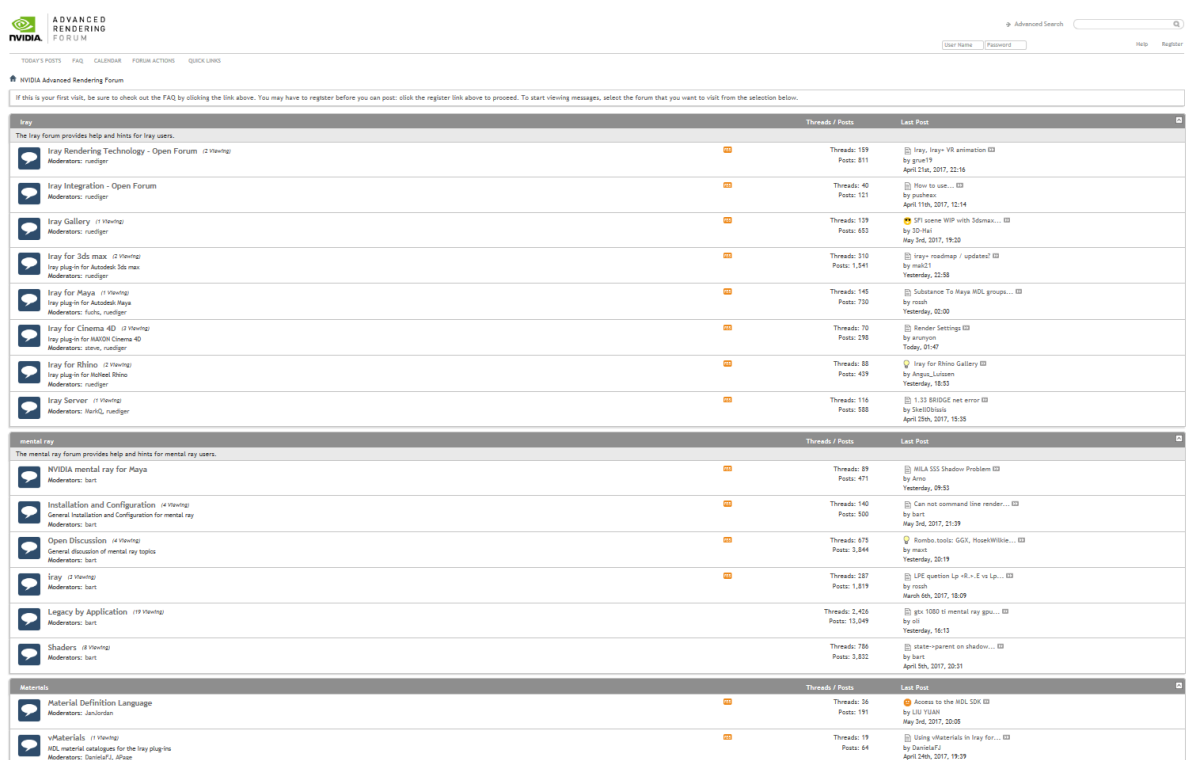 ADVANCED
RENDERING
FORUM
NVIDIA.
Advanced Search
User Name Password Help Register
TODAY'S POSTS FAQ CALENDAR FORUM ACTIONS QUICK LINKS
NVIDIA Advanced Rendering Forum
If this is your first visit, be sure to check out the FAQ by clicking the link above. You may have to register before you can post: click the register link above to proceed. To start viewing messages, select the forum that you want to visit from the selection below.
Iray Threads / Posts Last Post
The Iray forum provides help and hints for Iray users.
Iray Rendering Technology - Open Forum (2 Viewing) Threads: 159 Iray, Iray+ VR animation
Moderators: ruediger Posts: 811 by grue19
April 21st, 2017, 22:16
Iray Integration - Open Forum Threads: 40 How to use...
Moderators: ruediger Posts: 121 by pusheax
April 11th, 2017, 12:14
Iray Gallery (1 Viewing) Threads: 139 SFI scene WIP with 3dsmax...
Moderators: ruediger Posts: 653 by 3D-Hai
May 3rd, 2017, 19:20
Iray for 3ds max (2 Viewing) Threads: 310 iray+ roadmap / updates?
Iray plug-in for Autodesk 3ds max Posts: 1,541 by mak21
Moderators: ruediger Yesterday, 22:58
Iray for Maya (1 Viewing) Threads: 145 Substance To Maya MDL groups...
Iray plug-in for Autodesk Maya Posts: 730 by rossh
Moderators: fuchs, ruediger Yesterday, 02:00
Iray for Cinema 4D (3 Viewing) Threads: 70 Render Settings
Iray plug-in for MAXON Cinema 4D Posts: 298 by arunyon
Moderators: steve, ruediger Today, 01:47
Iray for Rhino (2 Viewing) Threads: 88 Iray for Rhino Gallery
Iray plug-in for McNeel Rhino Posts: 439 by Angus_Luissen
Moderators: ruediger Yesterday, 18:53
Iray Server (1 Viewing) Threads: 116 1.33 BRIDGE net error
Moderators: MarkQ, ruediger Posts: 588 by SkellObissis
April 25th, 2017, 15:35
mental ray Threads / Posts Last Post
The mental ray forum provides help and hints for mental ray users.
NVIDIA mental ray for Maya Threads: 89 MILA SSS Shadow Problem
Moderators: bart Posts: 471 by Arno
Yesterday, 09:53
Installation and Configuration (4 Viewing) Threads: 140 Can not sommand line render...
General Installation and Configuration for mental ray Posts: 500 by bart
Moderators: bart May 3rd, 2017, 21:39
Open Discussion (4 Viewing) Threads: 675 Rombo.tools: GGX, HosekWilkie...
General discussion of mental ray topics Posts: 3,844 by maxt
Moderators: bart Yesterday, 20:19
iray (3 Viewing) Threads: 287 LPE quetion Lp <R.>.E vs Lp...
Moderators: bart Posts: 1,819 by rossh
March 6th, 2017, 18:09
Legacy by Application (19 Viewing) Threads: 2,426 gtx 1080 ti mental ray gpu...
Moderators: bart Posts: 13,049 by oli
Yesterday, 16:13
Shaders (8 Viewing) Threads: 786 state->parent on shadow...
Moderators: bart Posts: 3,832 by bart
April 5th, 2017, 20:31
Materials Threads / Posts Last Post
Material Definition Language Threads: 36 Access to the MDL SDK
Moderators: JanJordan Posts: 191 by LIU YUAN
May 3rd, 2017, 20:05
vMaterials (1 Viewing) Threads: 19 Using vMaterials in Iray for...
MDL material catalogues for the Iray plug-ins Posts: 64 by DanielaFJ
Moderators: DanielaFJ, APage April 24th, 2017, 19:39